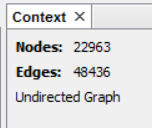 Context ×
Nodes: 22963
Edges: 48436
Undirected Graph